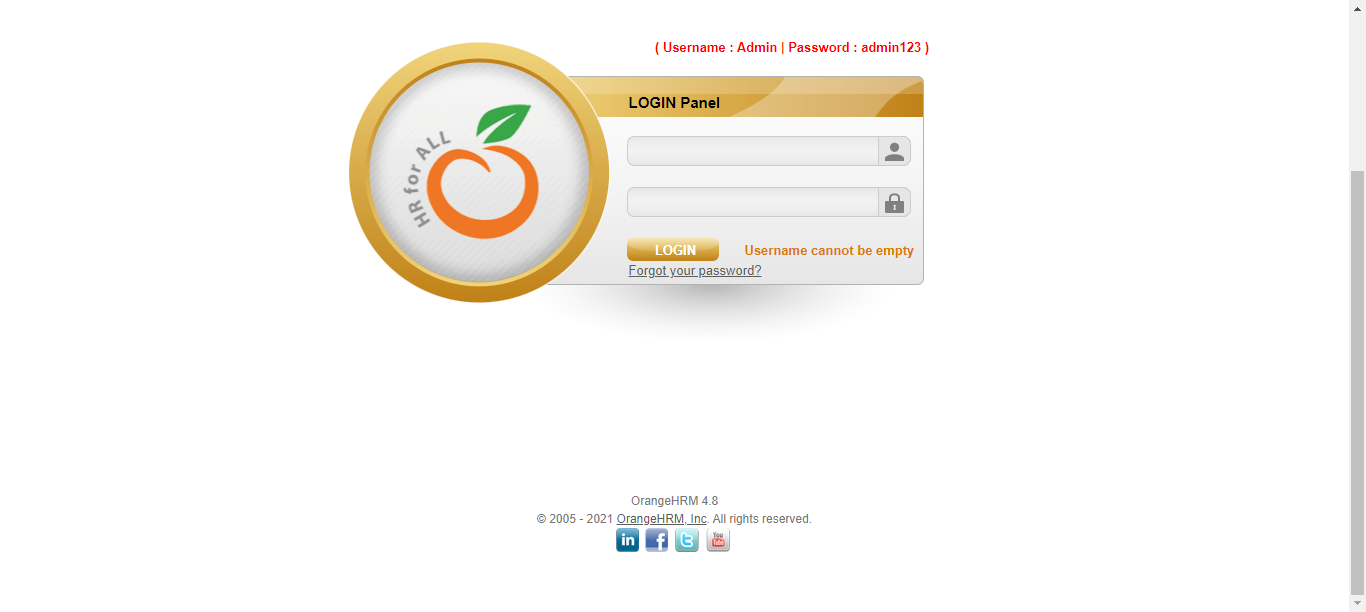 ( Username : Admin | Password : admin123 )
LOGIN Panel
HR for ALL
LOGIN
Username cannot be empty
Forgot your password?
OrangeHRM 4.8
© 2005 - 2021 OrangeHRM, Inc. All rights reserved.
in f t You Tube